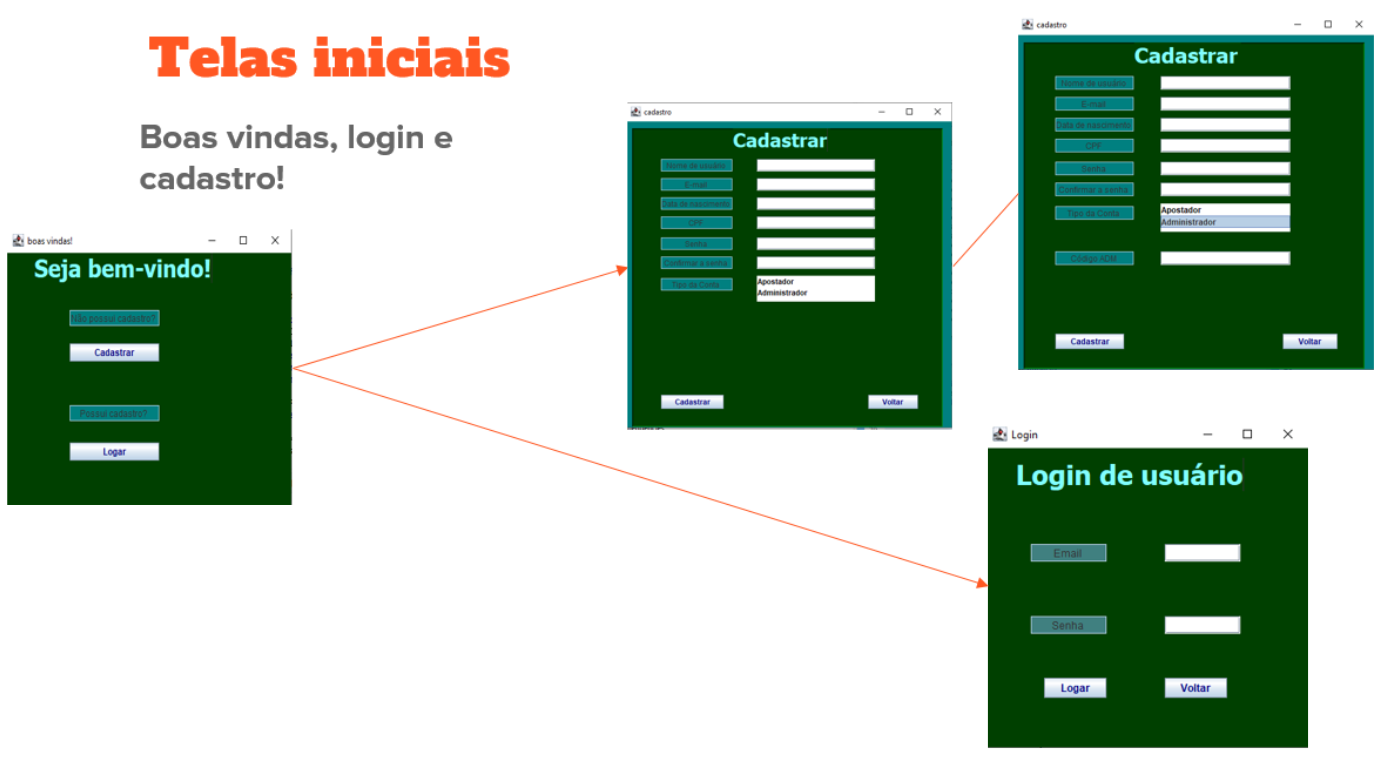 Telas iniciais
Boas vindas, login e
cadastro!
boas vindas!
Seja bem-vindo!
Não possui cadastro?
Cadastrar
Possui cadastro?
Logar
cadastro
Cadastrar
Nome de usuário
E-mail
Data de nascimento
CPF
Senha
Confirmar a senha
Tipo da Conta
Apostador
Administrador
Cadastrar
Voltar
cadastro
Cadastrar
Nome de usuário
E-mail
Data de nascimento
CPF
Senha
Confirmar a senha
Tipo da Conta
Apostador
Administrador
Código ADM
Cadastrar
Voltar
Login
Login de usuário
Email
Senha
Logar
Voltar